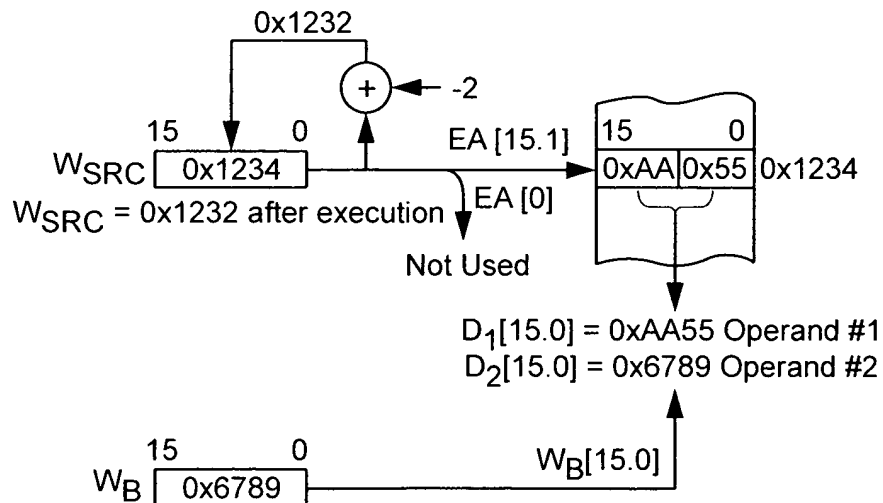 0x1232
+
-2
15 0
W_SRC 0x1234
EA [15.1]
15 0
0xAA 0x55 0x1234
W_SRC = 0x1232 after execution
EA [0]
Not Used
D1[15.0] = 0xAA55 Operand #1
D2[15.0] = 0x6789 Operand #2
15 0
W_B 0x6789
W_B[15.0]